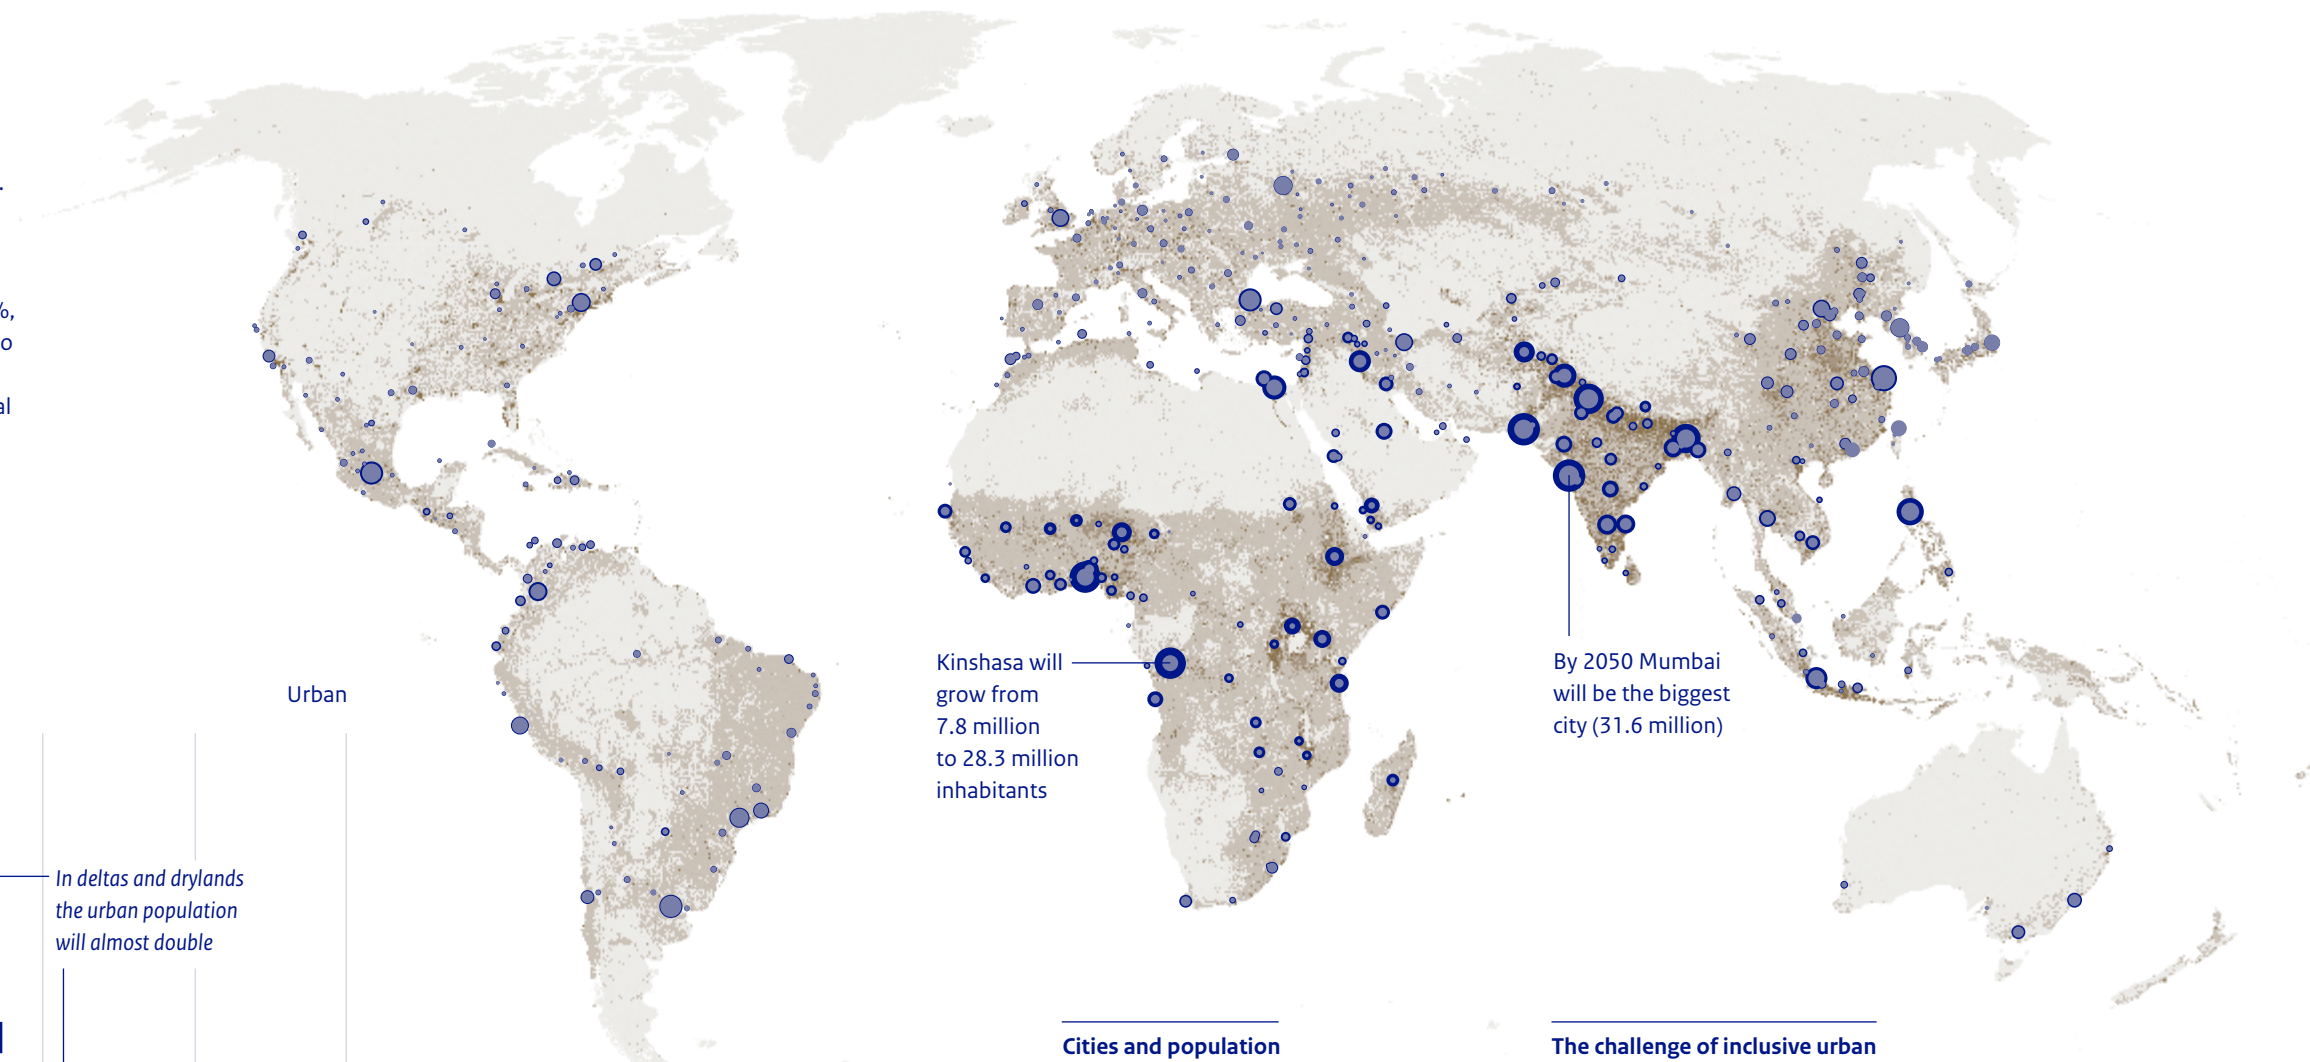 %,
o
al
Urban
In deltas and drylands
the urban population
will almost double
Kinshasa will
grow from
7.8 million
to 28.3 million
inhabitants
By 2050 Mumbai
will be the biggest
city (31.6 million)
Cities and population
The challenge of inclusive urban